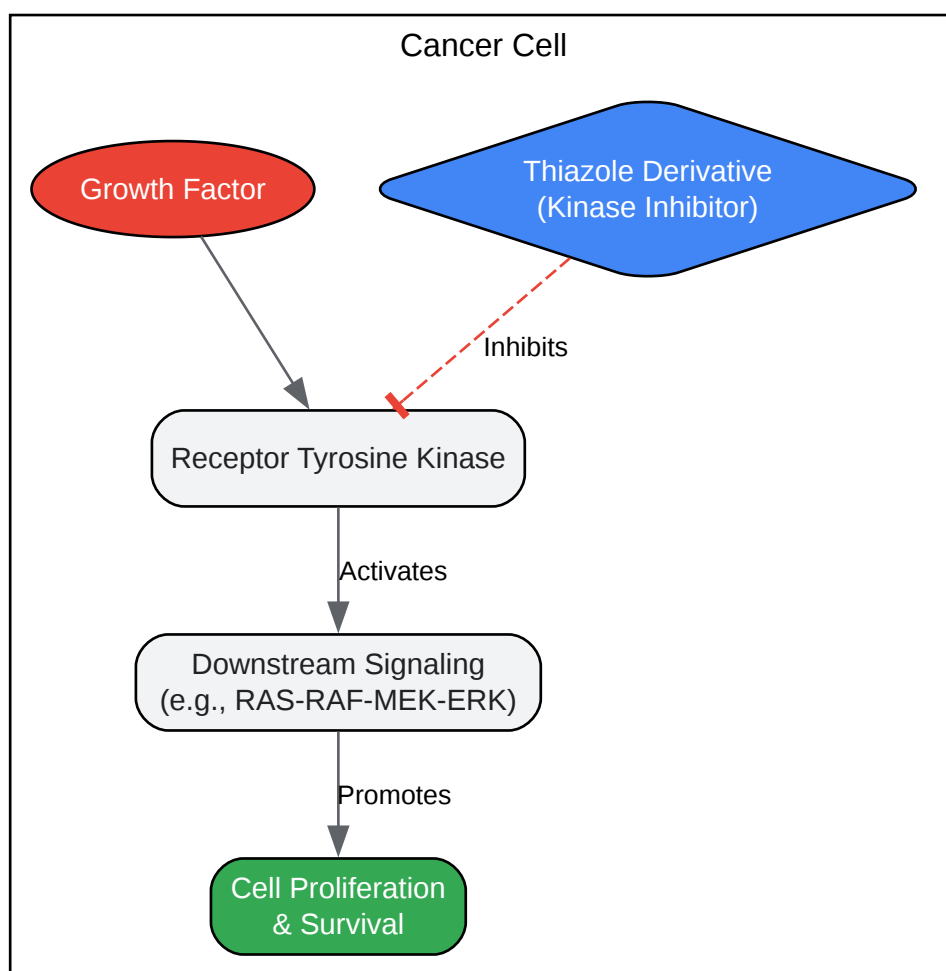 Cancer Cell
Growth Factor
Thiazole Derivative
(Kinase Inhibitor)
Inhibits
Receptor Tyrosine Kinase
Activates
Downstream Signaling
(e.g., RAS-RAF-MEK-ERK)
Promotes
Cell Proliferation
& Survival